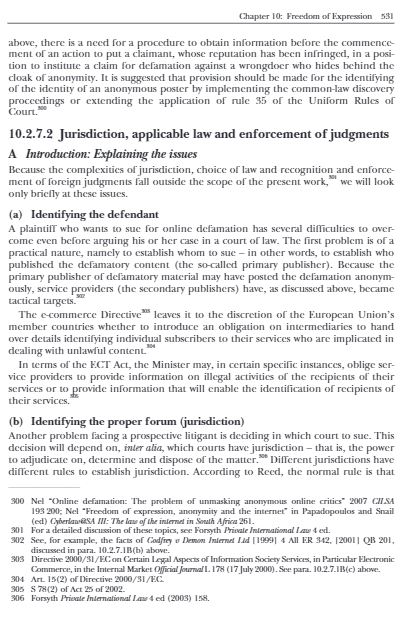 Chapter 10: Freedom of Expression 531
above, there is a need for a procedure to obtain information before the commence-
ment of an action to put a claimant, whose reputation has been infringed, in a posi-
tion to institute a claim for defamation against a wrongdoer who hides behind the
cloak of anonymity. It is suggested that provision should be made for the identifying
of the identity of an anonymous poster by implementing the common-law discovery
proceedings or extending the application of rule 35 of the Uniform Rules of
Court.300
10.2.7.2 Jurisdiction, applicable law and enforcement of judgments
A Introduction: Explaining the issues
Because the complexities of jurisdiction, choice of law and recognition and enforce-
ment of foreign judgments fall outside the scope of the present work,301 we will look
only briefly at these issues.
(a) Identifying the defendant
A plaintiff who wants to sue for online defamation has several difficulties to over-
come even before arguing his or her case in a court of law. The first problem is of a
practical nature, namely to establish whom to sue – in other words, to establish who
published the defamatory content (the so-called primary publisher). Because the
primary publisher of defamatory material may have posted the defamation anonym-
ously, service providers (the secondary publishers) have, as discussed above, became
tactical targets.302
The e-commerce Directive303 leaves it to the discretion of the European Union's
member countries whether to introduce an obligation on intermediaries to hand
over details identifying individual subscribers to their services who are implicated in
dealing with unlawful content.304
In terms of the ECT Act, the Minister may, in certain specific instances, oblige ser-
vice providers to provide information on illegal activities of the recipients of their
services or to provide information that will enable the identification of recipients of
their services.305
(b) Identifying the proper forum (jurisdiction)
Another problem facing a prospective litigant is deciding in which court to sue. This
decision will depend on, inter alia, which courts have jurisdiction – that is, the power
to adjudicate on, determine and dispose of the matter.306 Different jurisdictions have
different rules to establish jurisdiction. According to Reed, the normal rule is that
300 Nel "Online defamation: The problem of unmasking anonymous online critics" 2007 CILSA
193 200; Nel "Freedom of expression, anonymity and the internet" in Papadopoulos and Snail
(ed) Cyberlaw@SA III: The law of the internet in South Africa 261.
301 For a detailed discussion of these topics, see Forsyth Private International Law 4 ed.
302 See, for example, the facts of Godfrey v Demon Internet Ltd [1999] 4 All ER 342, [2001] QB 201,
discussed in para. 10.2.7.1B(b) above.
303 Directive 2000/31/EC on Certain Legal Aspects of Information Society Services, in Particular Electronic
Commerce, in the Internal Market Official Journal L 178 (17 July 2000). See para. 10.2.7.1B(c) above.
304 Art. 15(2) of Directive 2000/31/EC.
305 S 78(2) of Act 25 of 2002.
306 Forsyth Private International Law 4 ed (2003) 158.